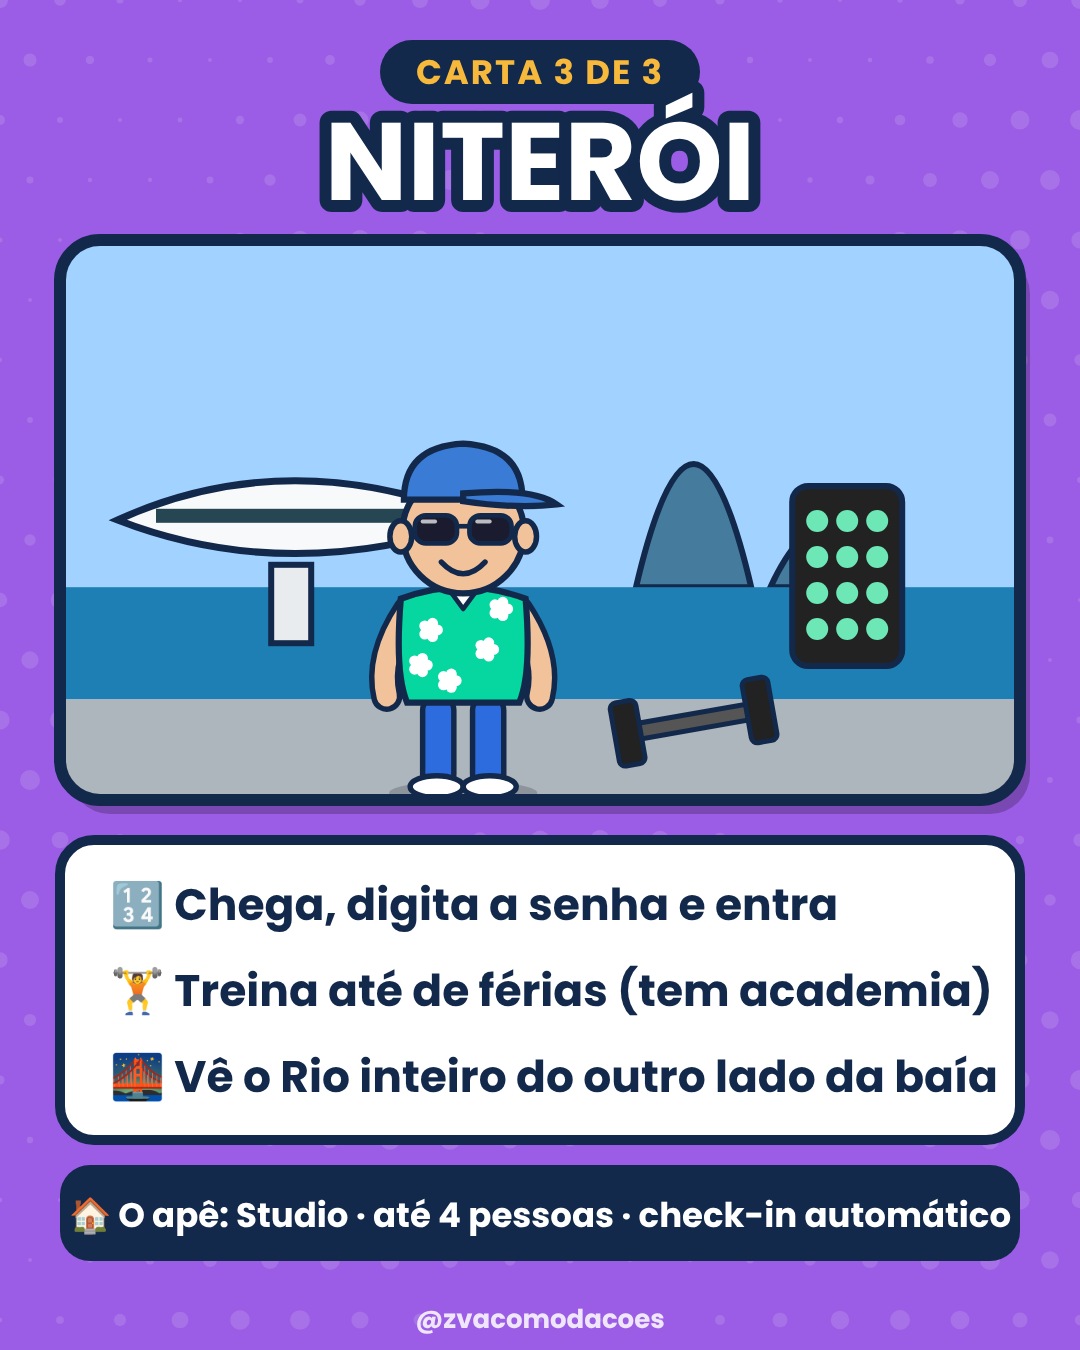 CARTA 3 DE 3
NITERÓI
🔢 Chega, digita a senha e entra
🏋️ Treina até de férias (tem academia)
🌉 Vê o Rio inteiro do outro lado da baía
🏠 O apê: Studio · até 4 pessoas · check-in automático
@zvacomodacoes